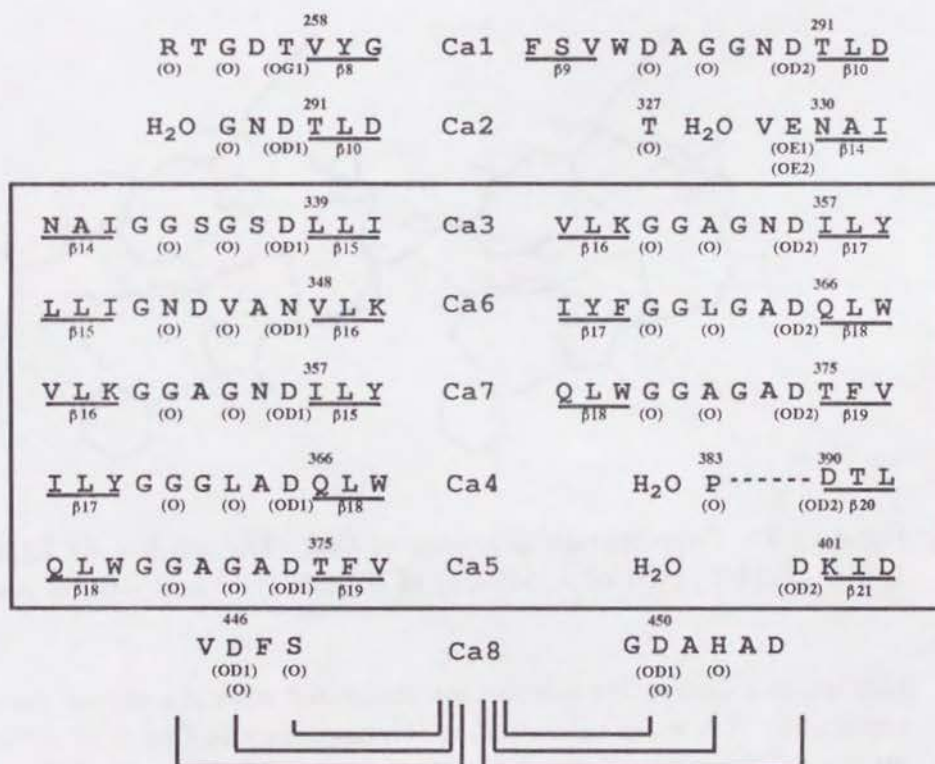 258 291
R T G D T V Y G Ca1 F S V W D A G G N D T L D
(O) (O) (OG1) β8 β9 (O) (O) (OD2) β10
291 327 330
H₂O G N D T L D Ca2 T H₂O V E N A I
(O) (OD1) β10 (O) (OE1) β14
(OE2)
339 357
N A I G G S G S D L L I Ca3 V L K G G A G N D I L Y
β14 (O) (O) (OD1) β15 β16 (O) (O) (OD2) β17
348 366
L L I G N D V A N V L K Ca6 I Y F G G L G A D Q L W
β15 (O) (O) (OD1) β16 β17 (O) (O) (OD2) β18
357 375
V L K G G A G N D I L Y Ca7 Q L W G G A G A D T F V
β16 (O) (O) (OD1) β15 β18 (O) (O) (OD2) β19
366 383 390
I L Y G G G L A D Q L W Ca4 H₂O P D T L
β17 (O) (O) (OD1) β18 (O) (OD2) β20
375 401
Q L W G G A G A D T F V Ca5 H₂O D K I D
β18 (O) (O) (OD1) β19 (OD2) β21
446 450
V D F S Ca8 G D A H A D
(OD1) (O) (OD1) (O)
(O) (O)